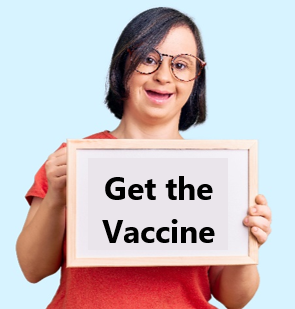 Get the
Vaccine